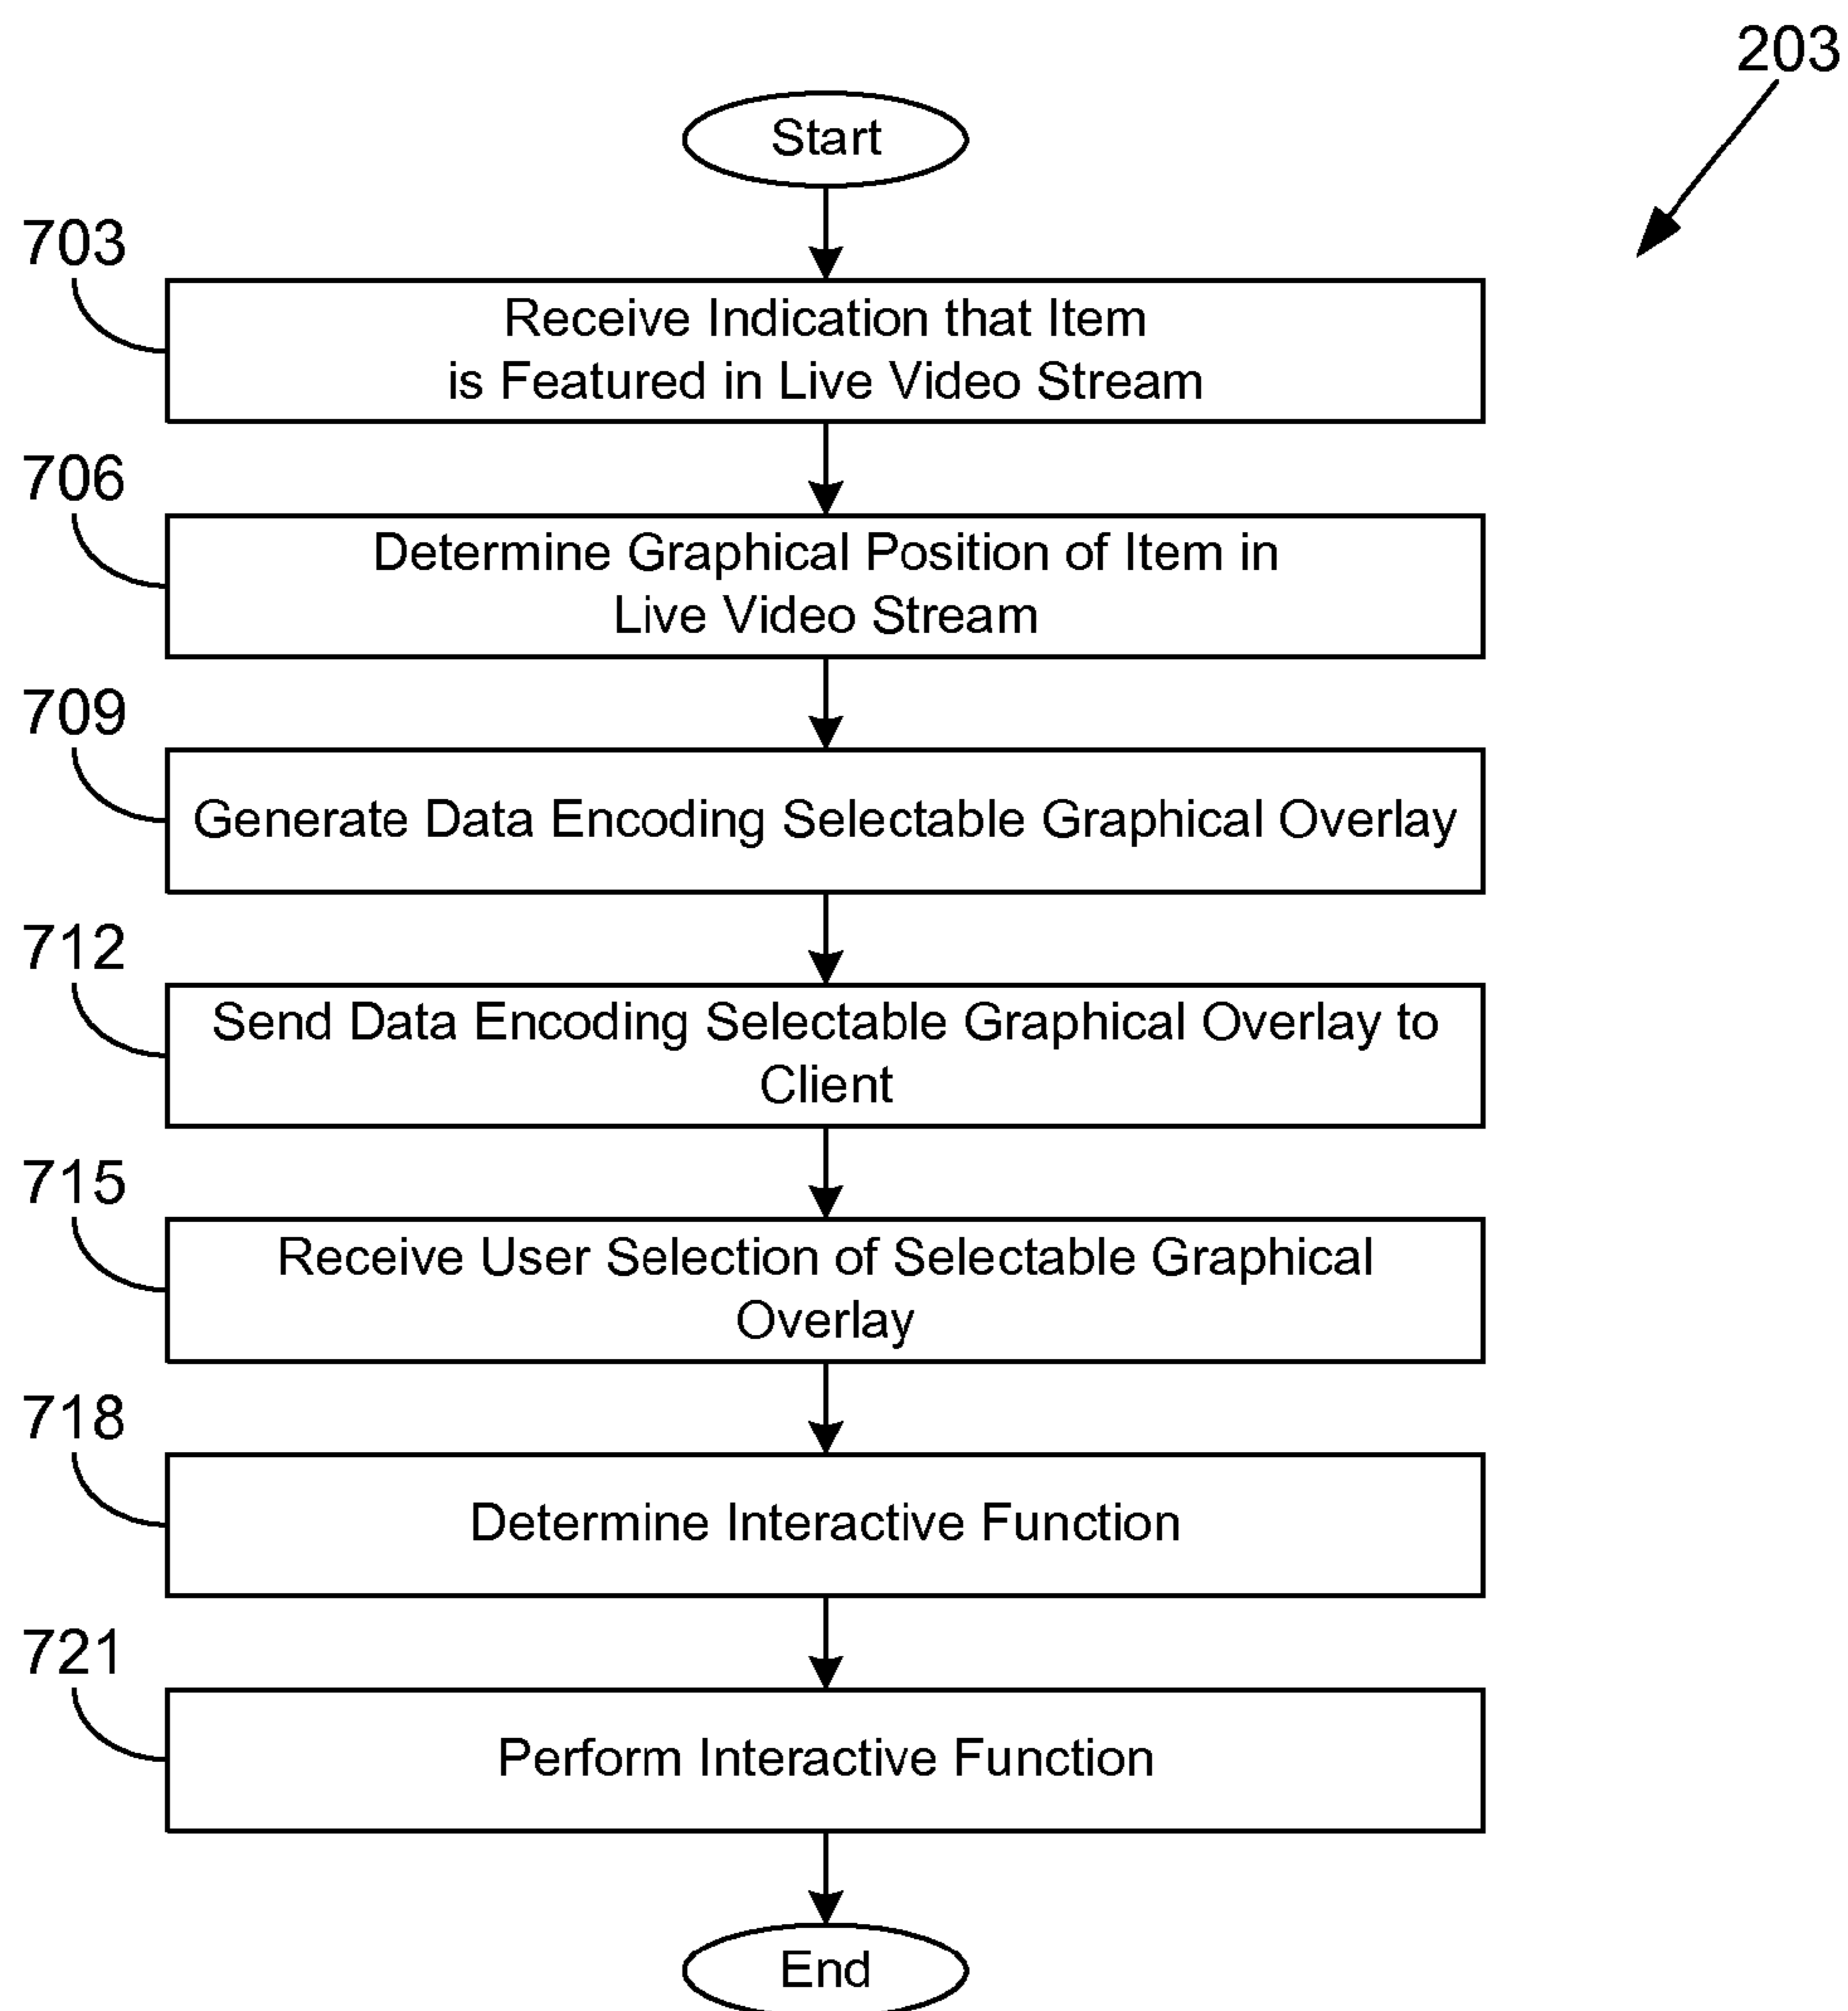 203
Start
703
Receive Indication that Item
is Featured in Live Video Stream
706
Determine Graphical Position of Item in
Live Video Stream
709
Generate Data Encoding Selectable Graphical Overlay
712
Send Data Encoding Selectable Graphical Overlay to
Client
715
Receive User Selection of Selectable Graphical
Overlay
718
Determine Interactive Function
721
Perform Interactive Function
End